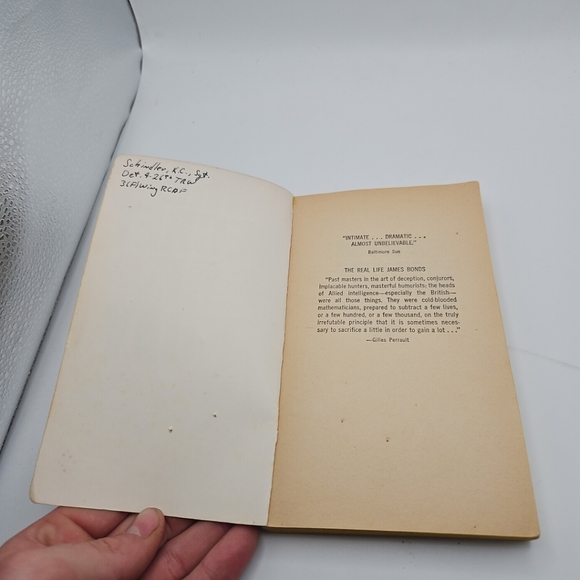 Schindler, K.C., Sgt.
Det. 4-26th TRW
3(F) Wing RCAF
"INTIMATE . . . DRAMATIC . . .
ALMOST UNBELIEVABLE."
Baltimore Sun
THE REAL LIFE JAMES BONDS
"Past masters in the art of deception, conjurors,
implacable hunters, masterful humorists: the heads
of Allied Intelligence—especially the British—
were all those things. They were cold-blooded
mathematicians, prepared to subtract a few lives,
or a few hundred, or a few thousand, on the truly
irrefutable principle that it is sometimes neces-
sary to sacrifice a little in order to gain a lot . . ."
—Gilles Perrault